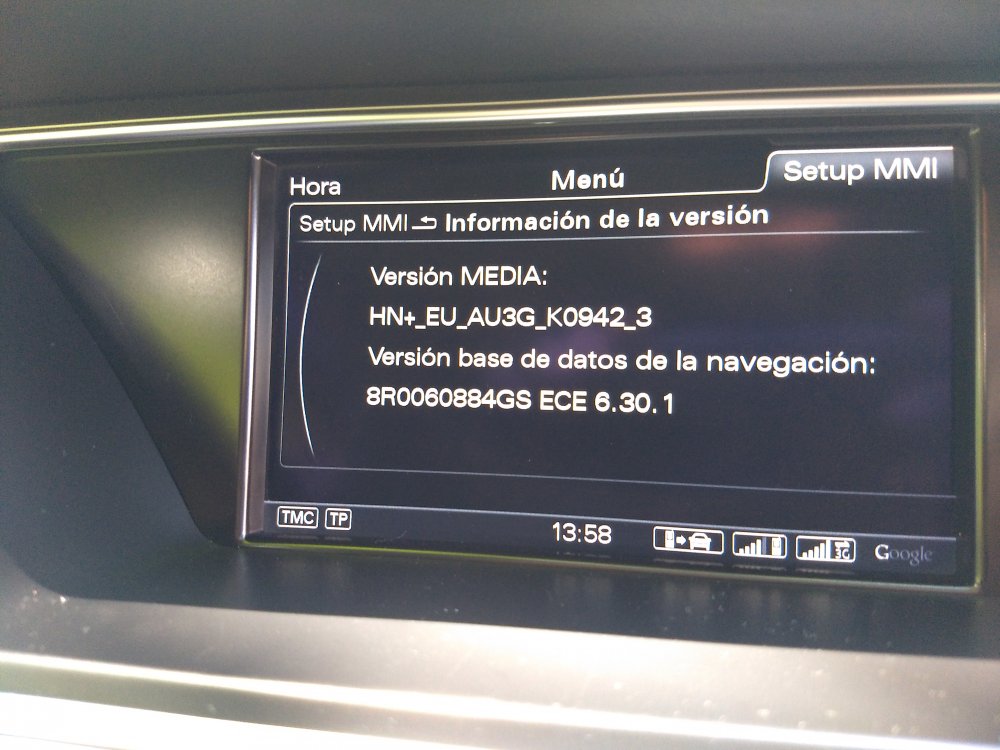 Hora Menú Setup MMI
Setup MMI Información de la versión
Versión MEDIA:
HN+_EU_AU3G_K0942_3
Versión base de datos de la navegación:
8R0060884GS ECE 6.30.1
TMC TP 13:58 3G Google